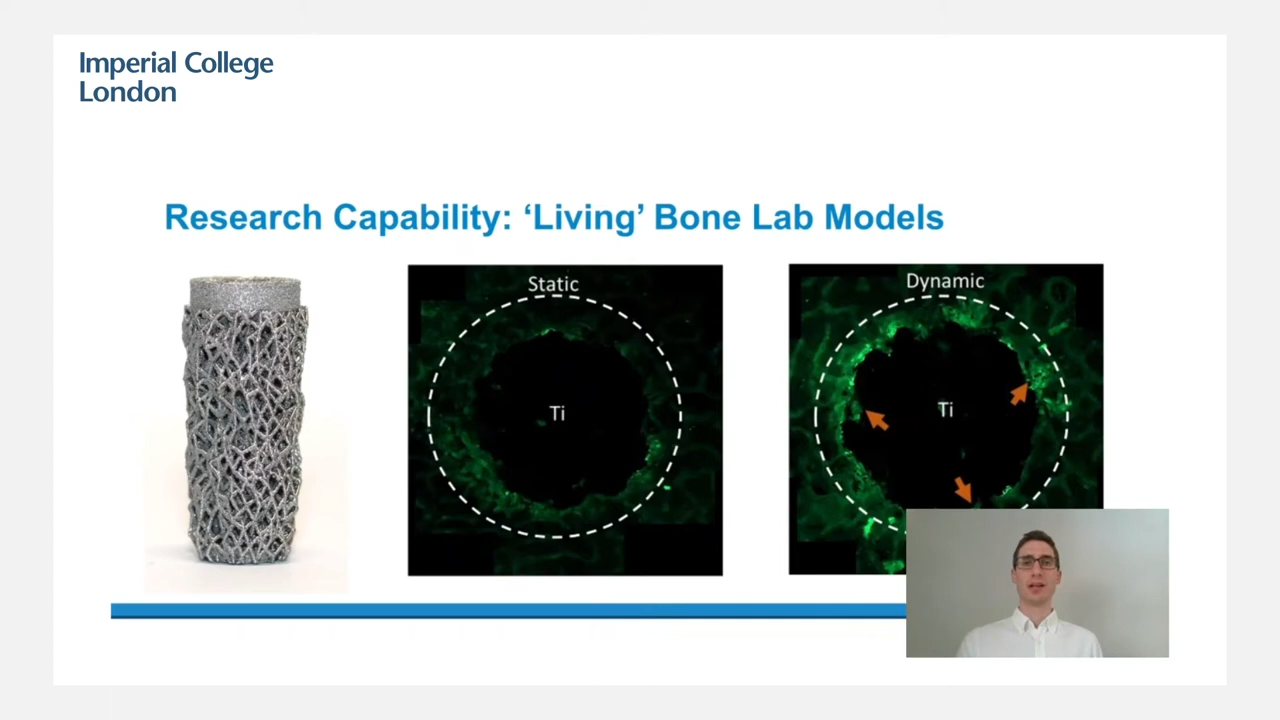 Imperial College
London
Research Capability: ‘Living’ Bone Lab Models
Static
Ti
Dynamic
Ti